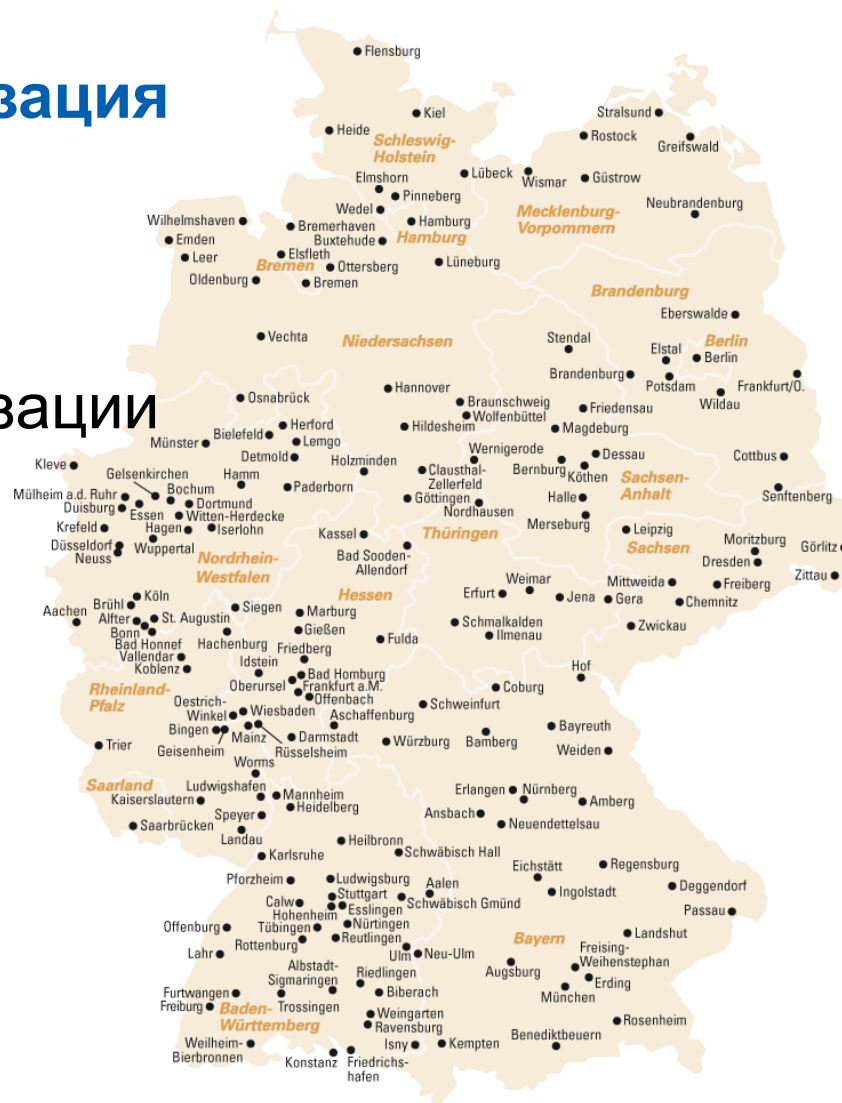 зация
зации
Flensburg
Kiel
Stralsund
Heide
Rostock
Greifswald
Schleswig-
Holstein
Lübeck
Wismar
Güstrow
Elmshorn
Pinneberg
Neubrandenburg
Wedel
Mecklenburg-
Vorpommern
Wilhelmshaven
Bremerhaven
Hamburg
Emden
Buxtehude
Hamburg
Leer
Elsfleth
Bremen
Ottersberg
Lüneburg
Oldenburg
Bremen
Brandenburg
Eberswalde
Vechta
Niedersachsen
Stendal
Elstal
Berlin
Berlin
Brandenburg
Potsdam
Frankfurt/O.
Wildau
Osnabrück
Hannover
Braunschweig
Wolfenbüttel
Friedensau
Herford
Hildesheim
Magdeburg
Bielefeld
Lemgo
Münster
Detmold
Holzminden
Wernigerode
Dessau
Cottbus
Kleve
Gelsenkirchen
Hamm
Clausthal-
Zellerfeld
Bernburg
Köthen
Sachsen-
Anhalt
Bochum
Paderborn
Mülheim a.d. Ruhr
Dortmund
Göttingen
Halle
Senftenberg
Duisburg
Essen
Witten-Herdecke
Nordhausen
Merseburg
Krefeld
Hagen
Iserlohn
Kassel
Thüringen
Leipzig
Düsseldorf
Wuppertal
Bad Sooden-
Allendorf
Sachsen
Moritzburg
Görlitz
Neuss
Nordrhein-
Westfalen
Dresden
Zittau
Hessen
Weimar
Mittweida
Freiberg
Köln
Erfurt
Jena
Gera
Chemnitz
Brühl
Siegen
Marburg
Aachen
Alfter
St. Augustin
Schmalkalden
Zwickau
Bonn
Gießen
Ilmenau
Bad Honnef
Hachenburg
Fulda
Vallendar
Friedberg
Koblenz
Idstein
Bad Homburg
Hof
Rheinland-
Pfalz
Oberursel
Frankfurt a.M.
Coburg
Offenbach
Oestrich-
Winkel
Wiesbaden
Aschaffenburg
Schweinfurt
Bingen
Mainz
Darmstadt
Würzburg
Bamberg
Bayreuth
Trier
Geisenheim
Rüsselsheim
Weiden
Worms
Saarland
Ludwigshafen
Mannheim
Erlangen
Nürnberg
Kaiserslautern
Heidelberg
Amberg
Speyer
Ansbach
Saarbrücken
Neuendettelsau
Landau
Heilbronn
Karlsruhe
Schwäbisch Hall
Eichstätt
Regensburg
Pforzheim
Ludwigsburg
Aalen
Deggendorf
Stuttgart
Ingolstadt
Calw
Schwäbisch Gmünd
Hohenheim
Esslingen
Passau
Offenburg
Tübingen
Nürtingen
Rottenburg
Reutlingen
Bayern
Landshut
Lahr
Ulm
Neu-Ulm
Freising-
Weihenstephan
Albstadt-
Sigmaringen
Riedlingen
Augsburg
Erding
Furtwangen
Trossingen
Biberach
München
Freiburg
Baden-
Württemberg
Weingarten
Ravensburg
Rosenheim
Weilheim-
Bierbronnen
Isny
Kempten
Benediktbeuern
Konstanz
Friedrichs-
hafen